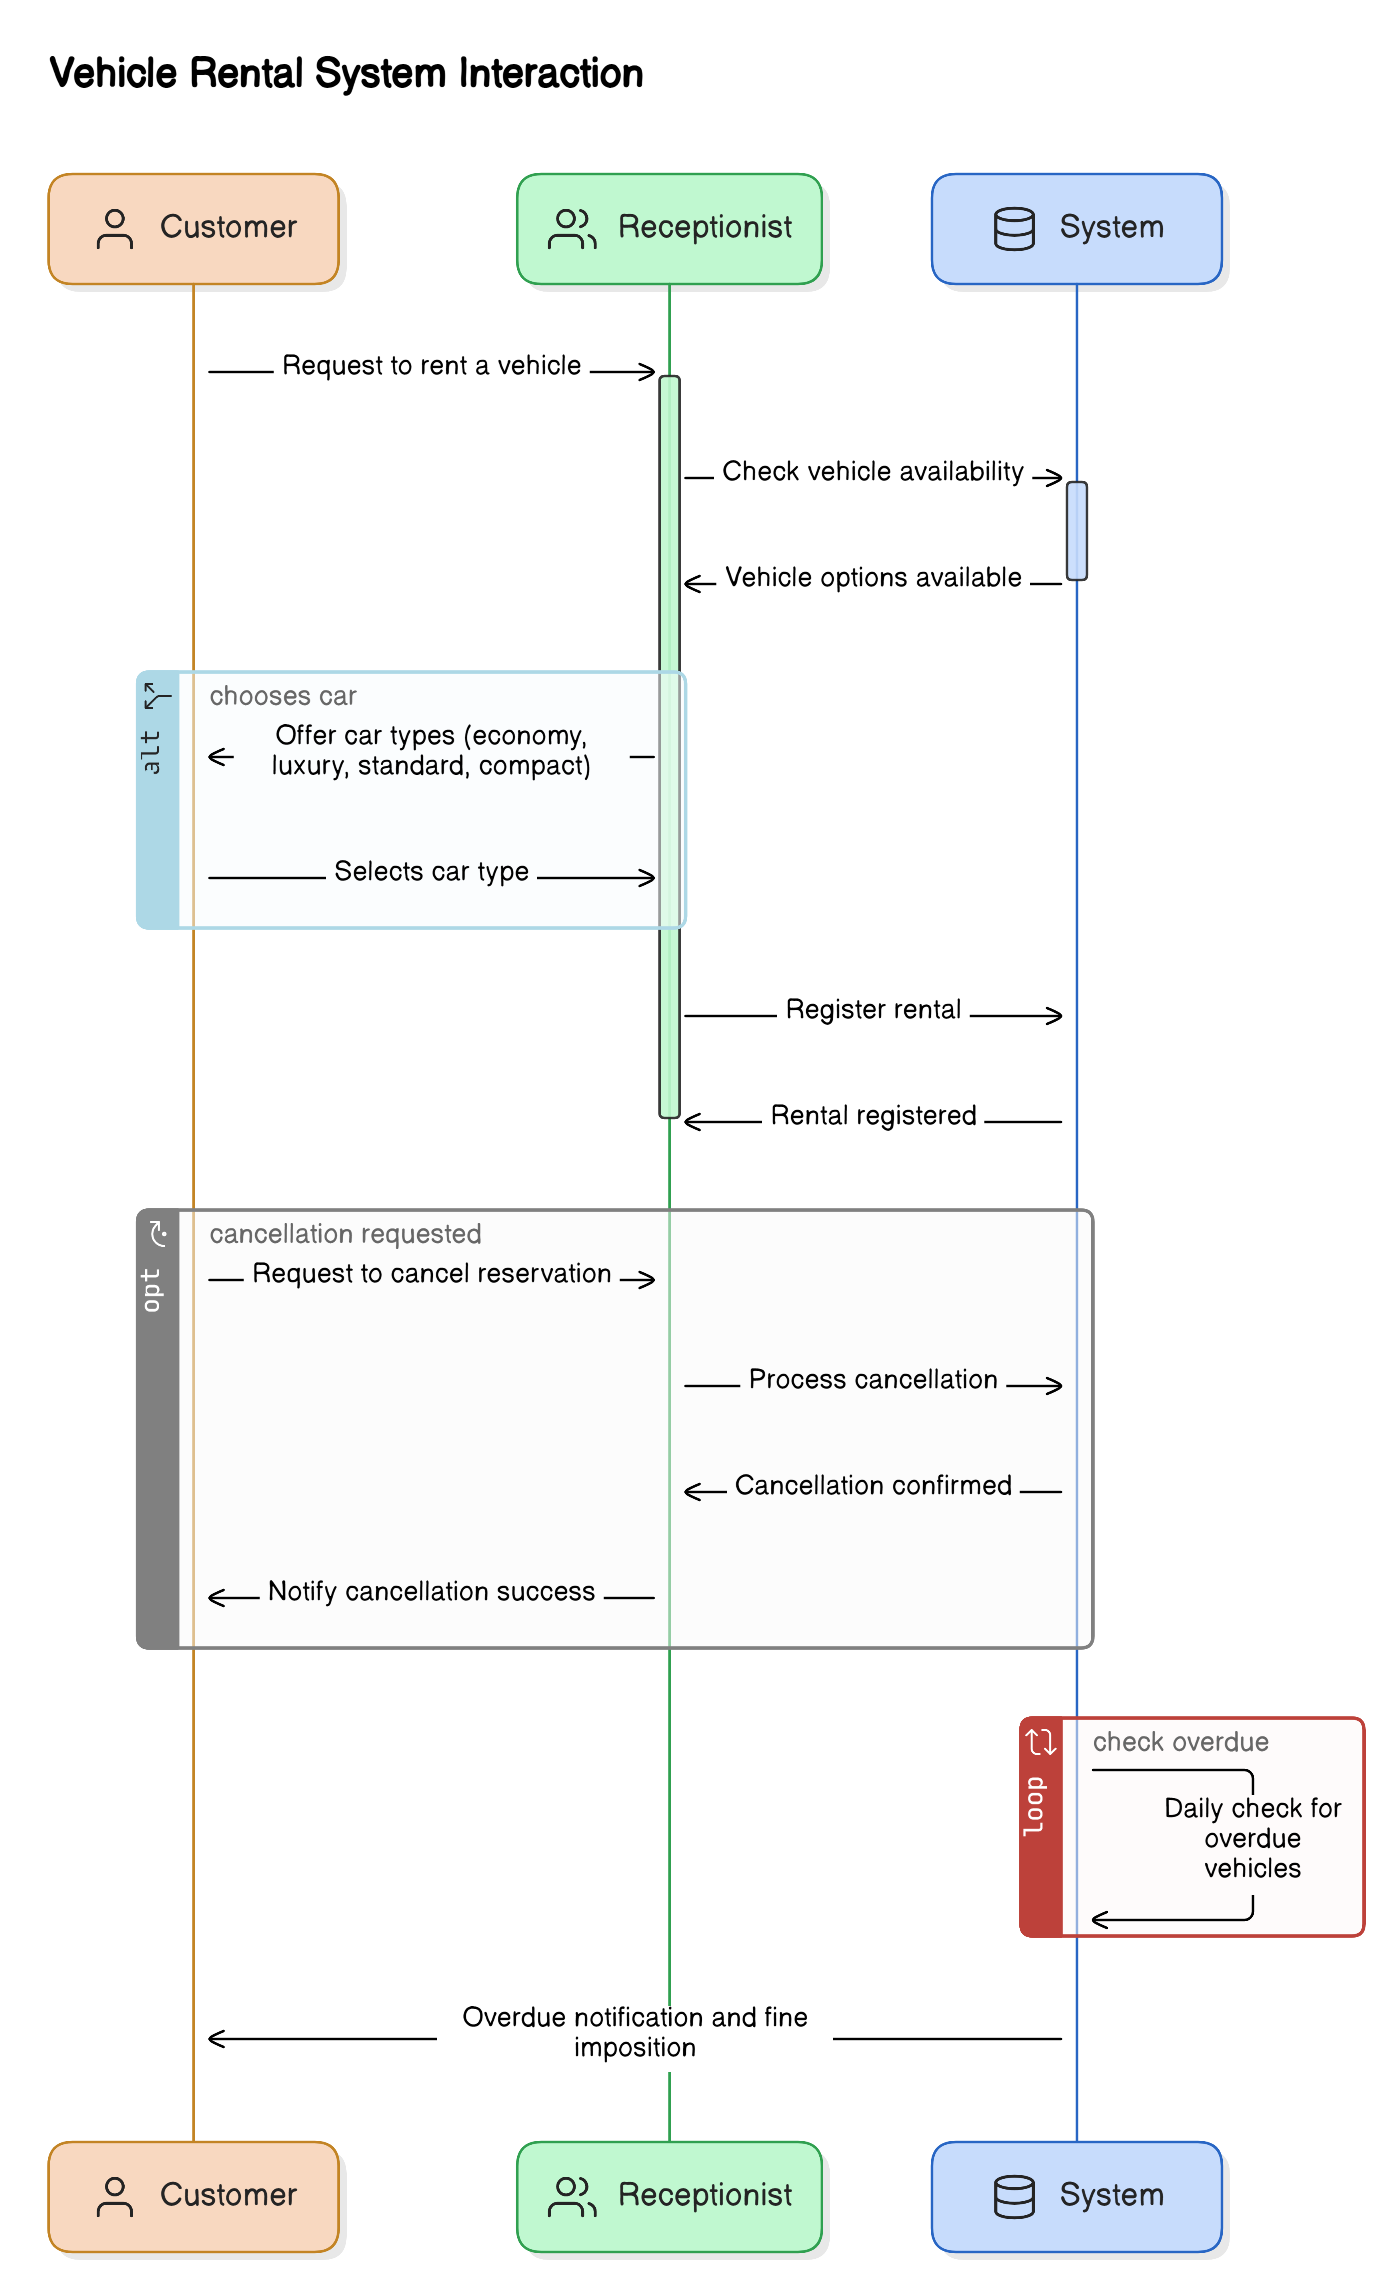 Vehicle Rental System Interaction
Customer
Receptionist
System
Request to rent a vehicle
Check vehicle availability
Vehicle options available
alt
chooses car
Offer car types (economy,
luxury, standard, compact)
Selects car type
Register rental
Rental registered
opt
cancellation requested
Request to cancel reservation
Process cancellation
Cancellation confirmed
Notify cancellation success
loop
check overdue
Daily check for
overdue
vehicles
Overdue notification and fine
imposition
Customer
Receptionist
System